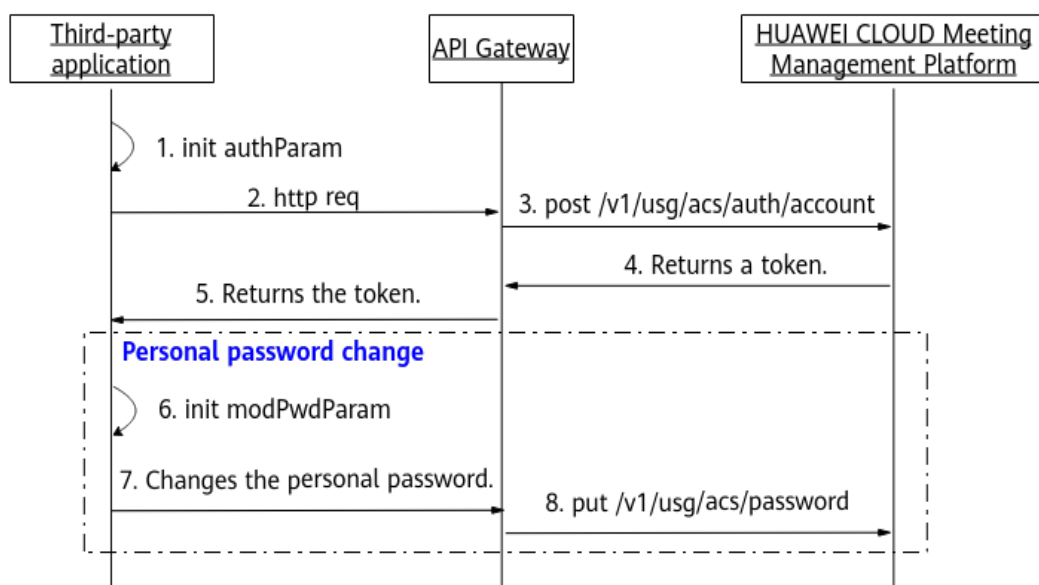 Third-party
application
API Gateway
HUAWEI CLOUD Meeting
Management Platform
1. init authParam
2. http req
3. post /v1/usg/acs/auth/account
4. Returns a token.
5. Returns the token.
Personal password change
6. init modPwdParam
7. Changes the personal password.
8. put /v1/usg/acs/password